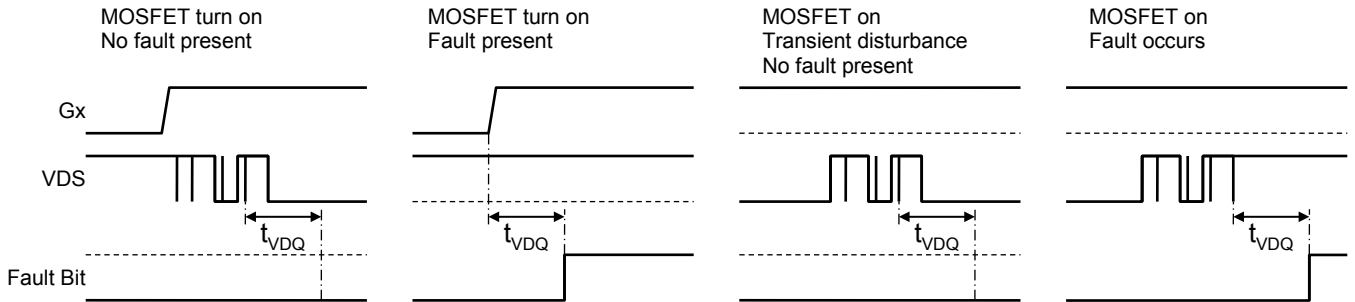 MOSFET turn on
No fault present
MOSFET turn on
Fault present
MOSFET on
Transient disturbance
No fault present
MOSFET on
Fault occurs
Gx
VDS
tVDQ
tVDQ
tVDQ
tVDQ
Fault Bit